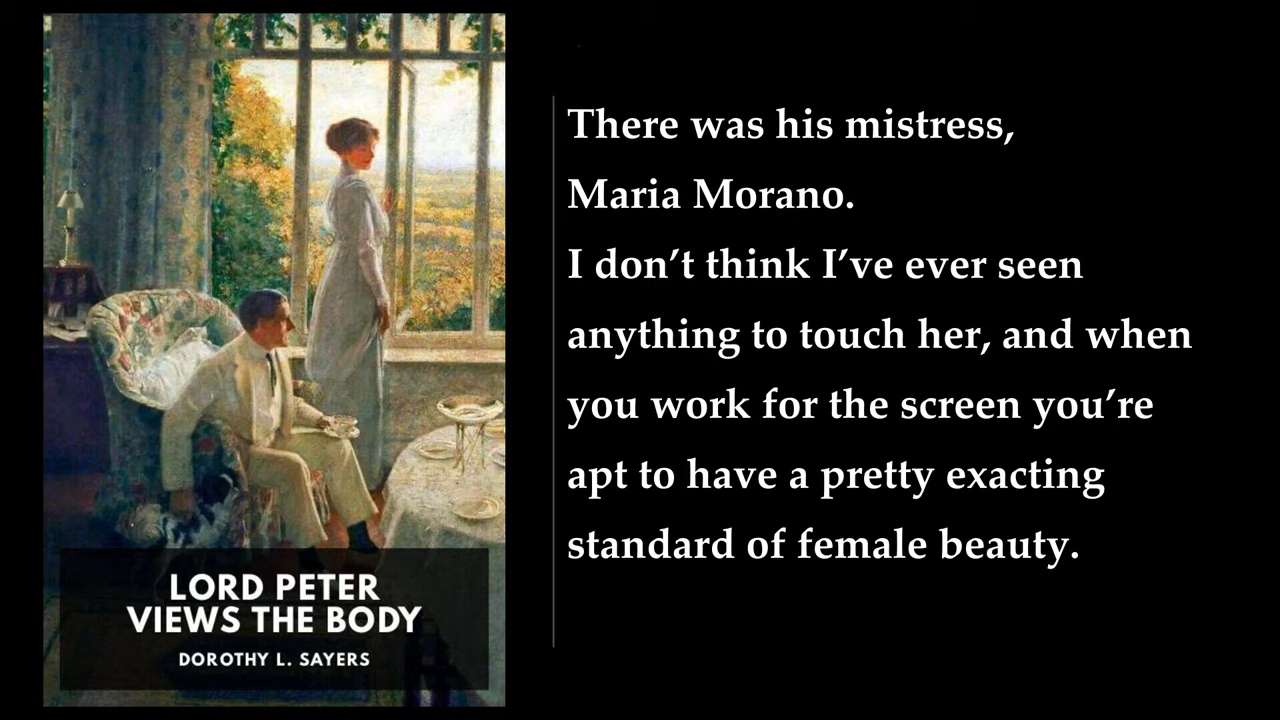 There was his mistress,
Maria Morano.
I don’t think I’ve ever seen
anything to touch her, and when
you work for the screen you’re
apt to have a pretty exacting
standard of female beauty.
LORD PETER
VIEWS THE BODY
DOROTHY L. SAYERS